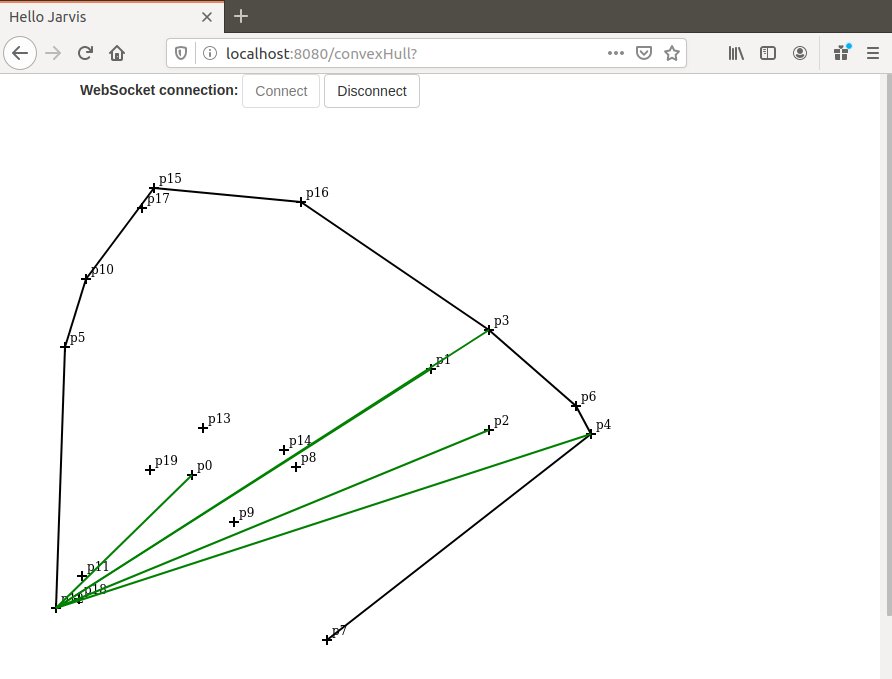 Hello Jarvis
localhost:8080/convexHull?
WebSocket connection: Connect Disconnect
p15
p16
p17
p10
p3
p5
p1
p6
p13
p2
p4
p14
p8
p19
p0
p9
p11
p18
p7